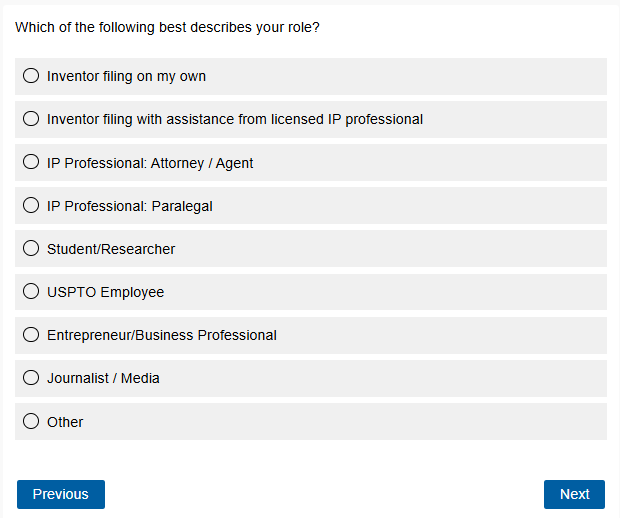 Which of the following best describes your role?
Inventor filing on my own
Inventor filing with assistance from licensed IP professional
IP Professional: Attorney / Agent
IP Professional: Paralegal
Student/Researcher
USPTO Employee
Entrepreneur/Business Professional
Journalist / Media
Other
Previous
Next